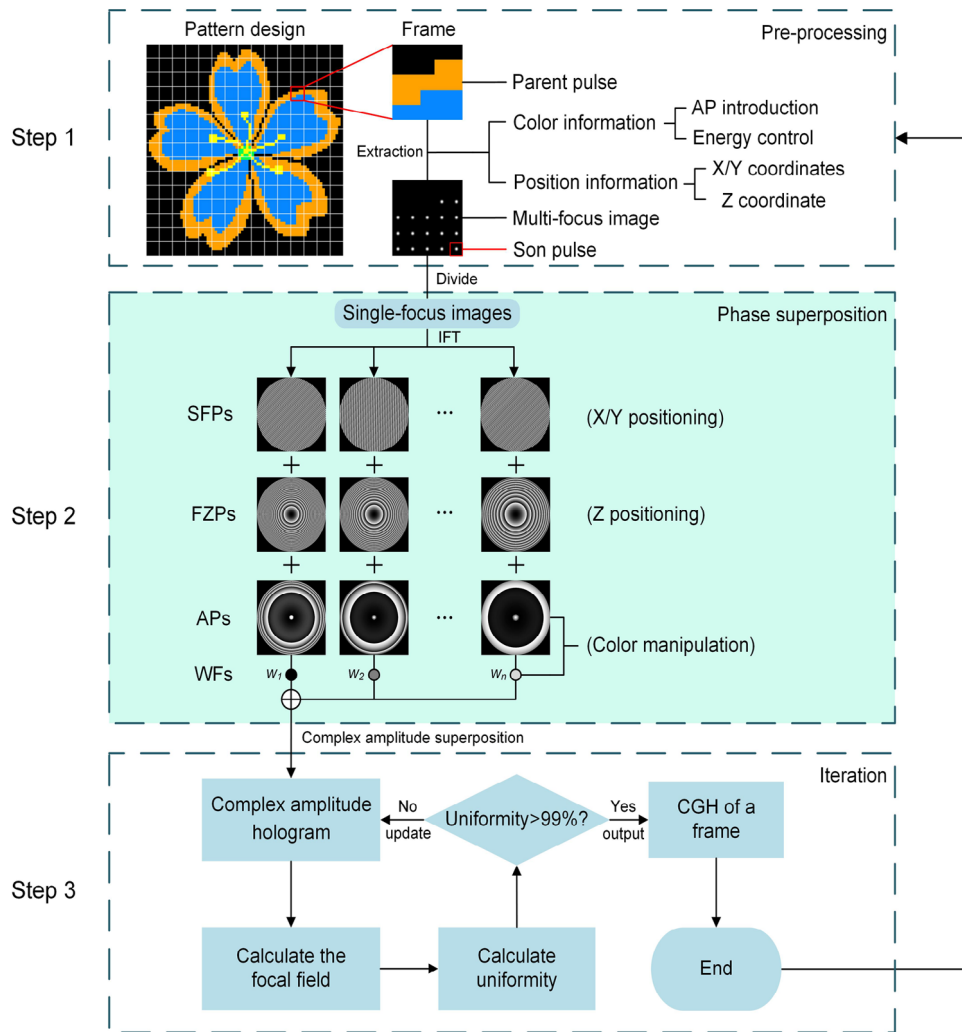 Pattern design
Frame
Pre-processing
Parent pulse
Step 1
Extraction
Color information
AP introduction
Energy control
Position information
X/Y coordinates
Z coordinate
Multi-focus image
Son pulse
Divide
Single-focus images
Phase superposition
IFT
SFPs
...
(X/Y positioning)
+ + +
Step 2
FZPs
...
(Z positioning)
+ + +
APs
...
(Color manipulation)
WFs
w1
w2
wn
Complex amplitude superposition
Iteration
Complex amplitude
hologram
No
update
Uniformity>99%?
Yes
output
CGH of a
frame
Step 3
Calculate the
focal field
Calculate
uniformity
End